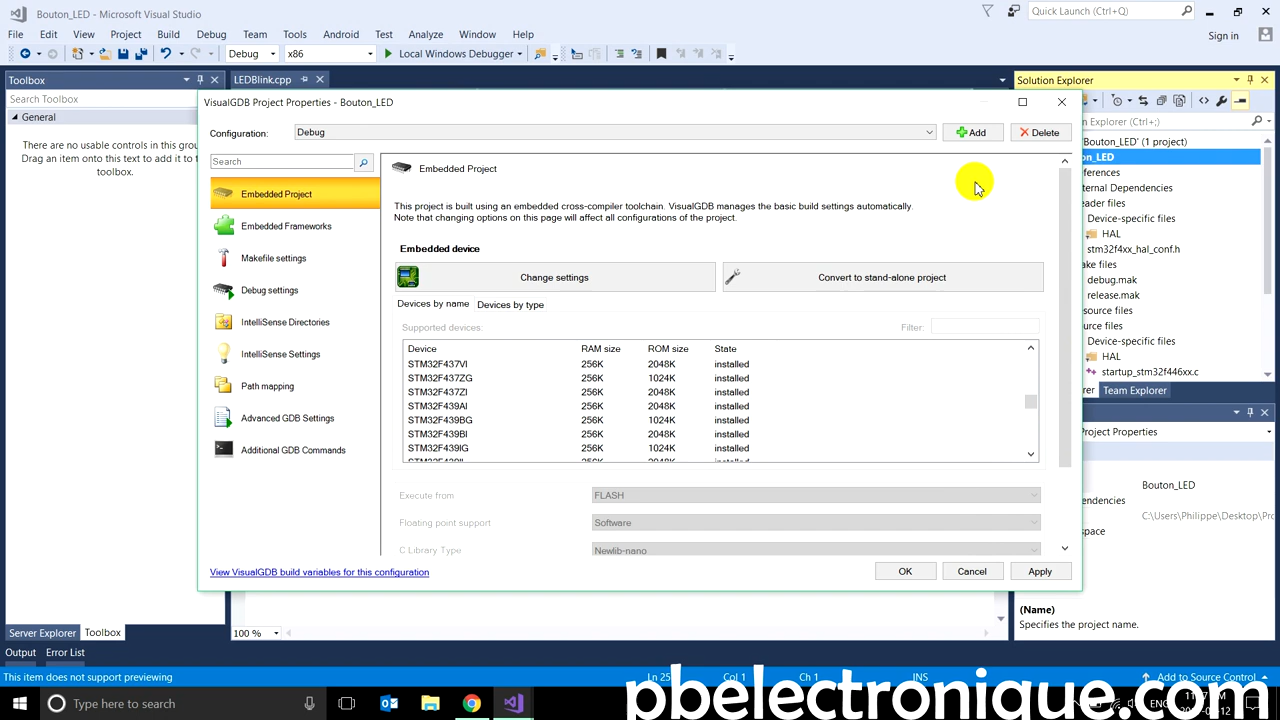 Bouton_LED - Microsoft Visual Studio
Quick Launch (Ctrl+Q)
File Edit View Project Build Debug Team Tools Android Test Analyze Window Help
Sign in
Debug x86 Local Windows Debugger
Toolbox
LEDBlink.cpp
Solution Explorer
Search Toolbox
VisualGDB Project Properties - Bouton_LED
General
Explorer (Ctrl+;)
There are no usable controls in this grou
Drag an item onto this text to add it to t
toolbox.
Configuration: Debug Add Delete
Bouton_LED' (1 project)
on_LED
ferences
ternal Dependencies
eader files
Device-specific files
HAL
stm32f4xx_hal_conf.h
ake files
debug.mak
release.mak
ource files
Device-specific files
HAL
startup_stm32f446xx.c
rer Team Explorer
Search
Embedded Project
Embedded Frameworks
Makefile settings
Debug settings
IntelliSense Directories
IntelliSense Settings
Path mapping
Advanced GDB Settings
Additional GDB Commands
Embedded Project
This project is built using an embedded cross-compiler toolchain. VisualGDB manages the basic build settings automatically.
Note that changing options on this page will affect all configurations of the project.
Embedded device
Change settings Convert to stand-alone project
Devices by name Devices by type
Supported devices: Filter:
Device RAM size ROM size State
STM32F437VI 256K 2048K installed
STM32F437ZG 256K 1024K installed
STM32F437ZI 256K 2048K installed
STM32F439AI 256K 2048K installed
STM32F439BG 256K 1024K installed
STM32F439BI 256K 2048K installed
STM32F439IG 256K 1024K installed
STM32F439II 256K 2048K installed
Execute from FLASH
Floating point support Software
C Library Type Newlib-nano
View VisualGDB build variables for this configuration
OK Cancel Apply
Project Properties
Bouton_LED
endencies
C:\Users\Philippe\Desktop\Pro
space
(Name)
Specifies the project name.
100 %
Server Explorer Toolbox
Output Error List
This item does not support previewing
Col 1 Ch 1 INS
Add to Source Control
Type here to search
ENG
pbelectronique.com